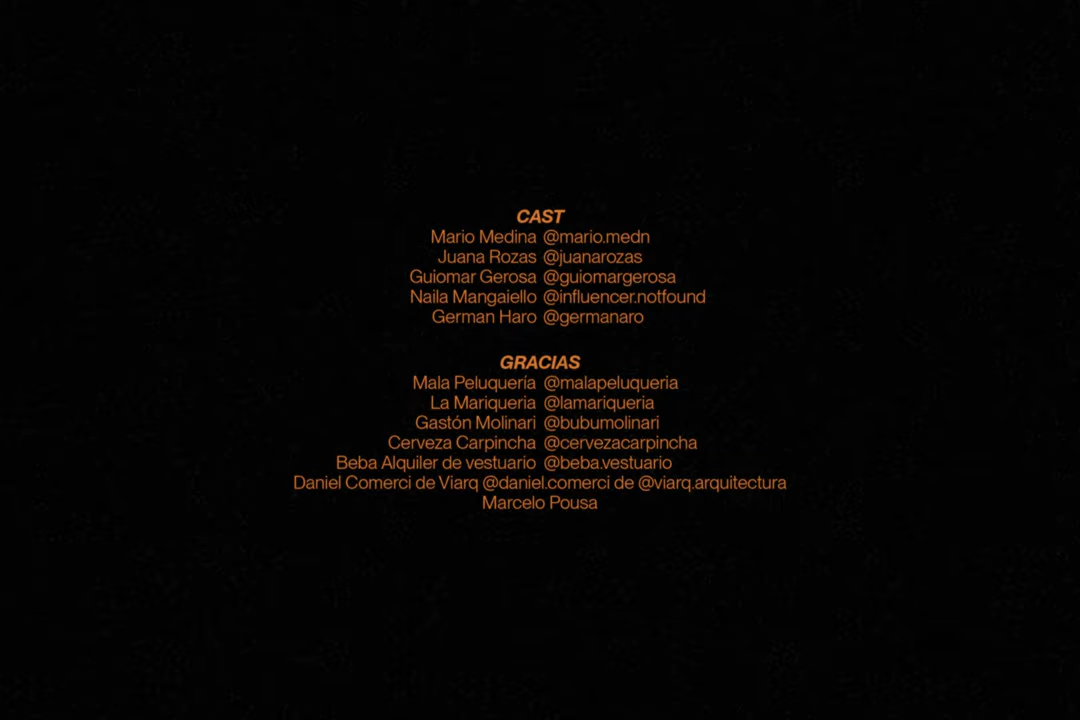 CAST
Mario Medina @mario.medn
Juana Rozas @juanarozas
Guiomar Gerosa @guiomargerosa
Naila Mangaiello @influencer.notfound
German Haro @germanaro
GRACIAS
Mala Peluquería @malapeluqueria
La Mariqueria @lamariqueria
Gastón Molinari @bubumolinari
Cerveza Carpincha @cervezacarpincha
Beba Alquiler de vestuario @beba.vestuario
Daniel Comerci de Viarq @daniel.comerci de @viarq.arquitectura
Marcelo Pousa